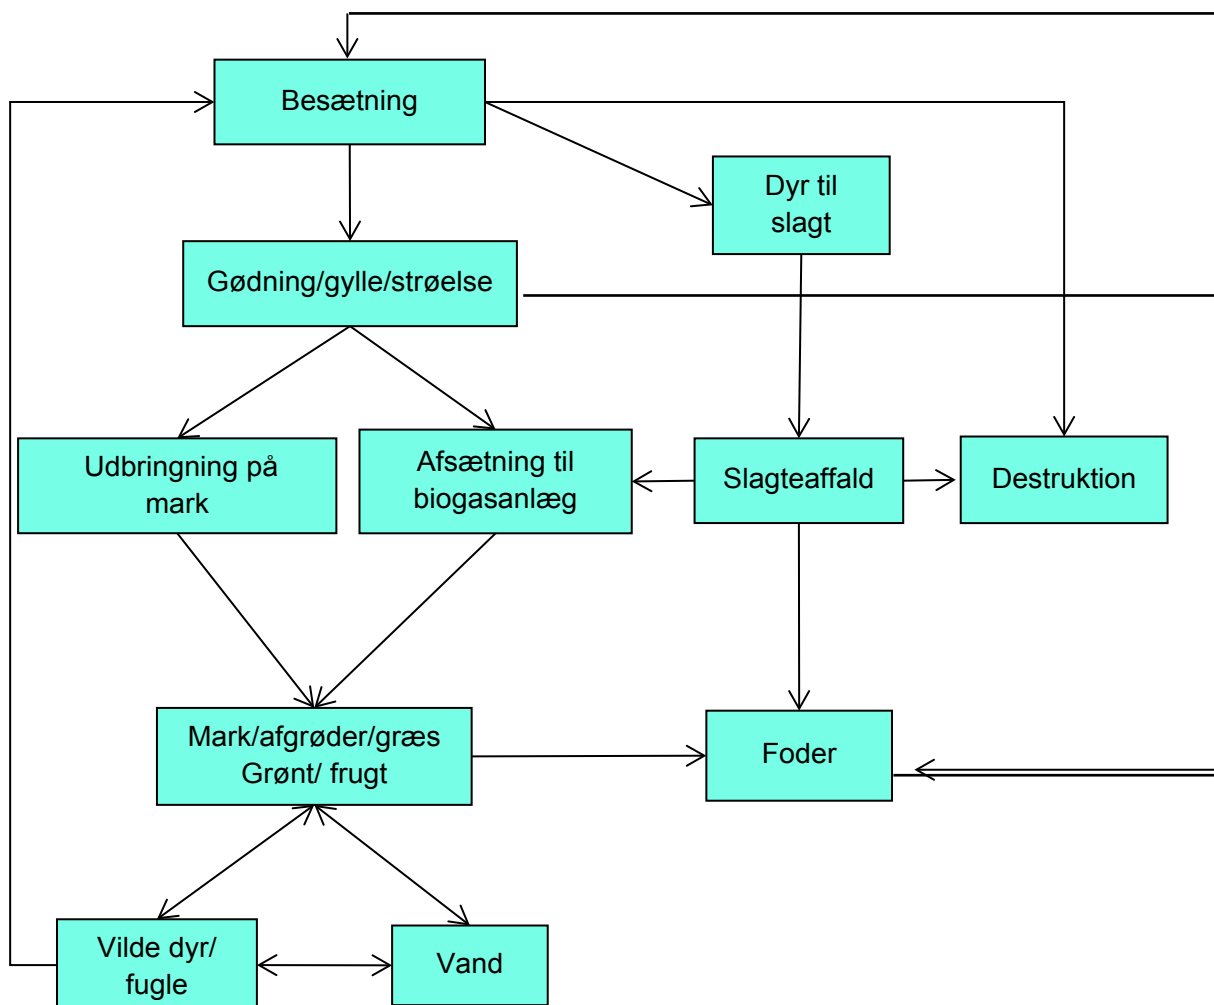 Besætning
Dyr til
slagt
Gødning/gylle/strøelse
Udbringning på
mark
Afsætning til
biogasanlæg
Slagteaffald
Destruktion
Mark/afgrøder/græs
Grønt/ frugt
Foder
Vilde dyr/
fugle
Vand